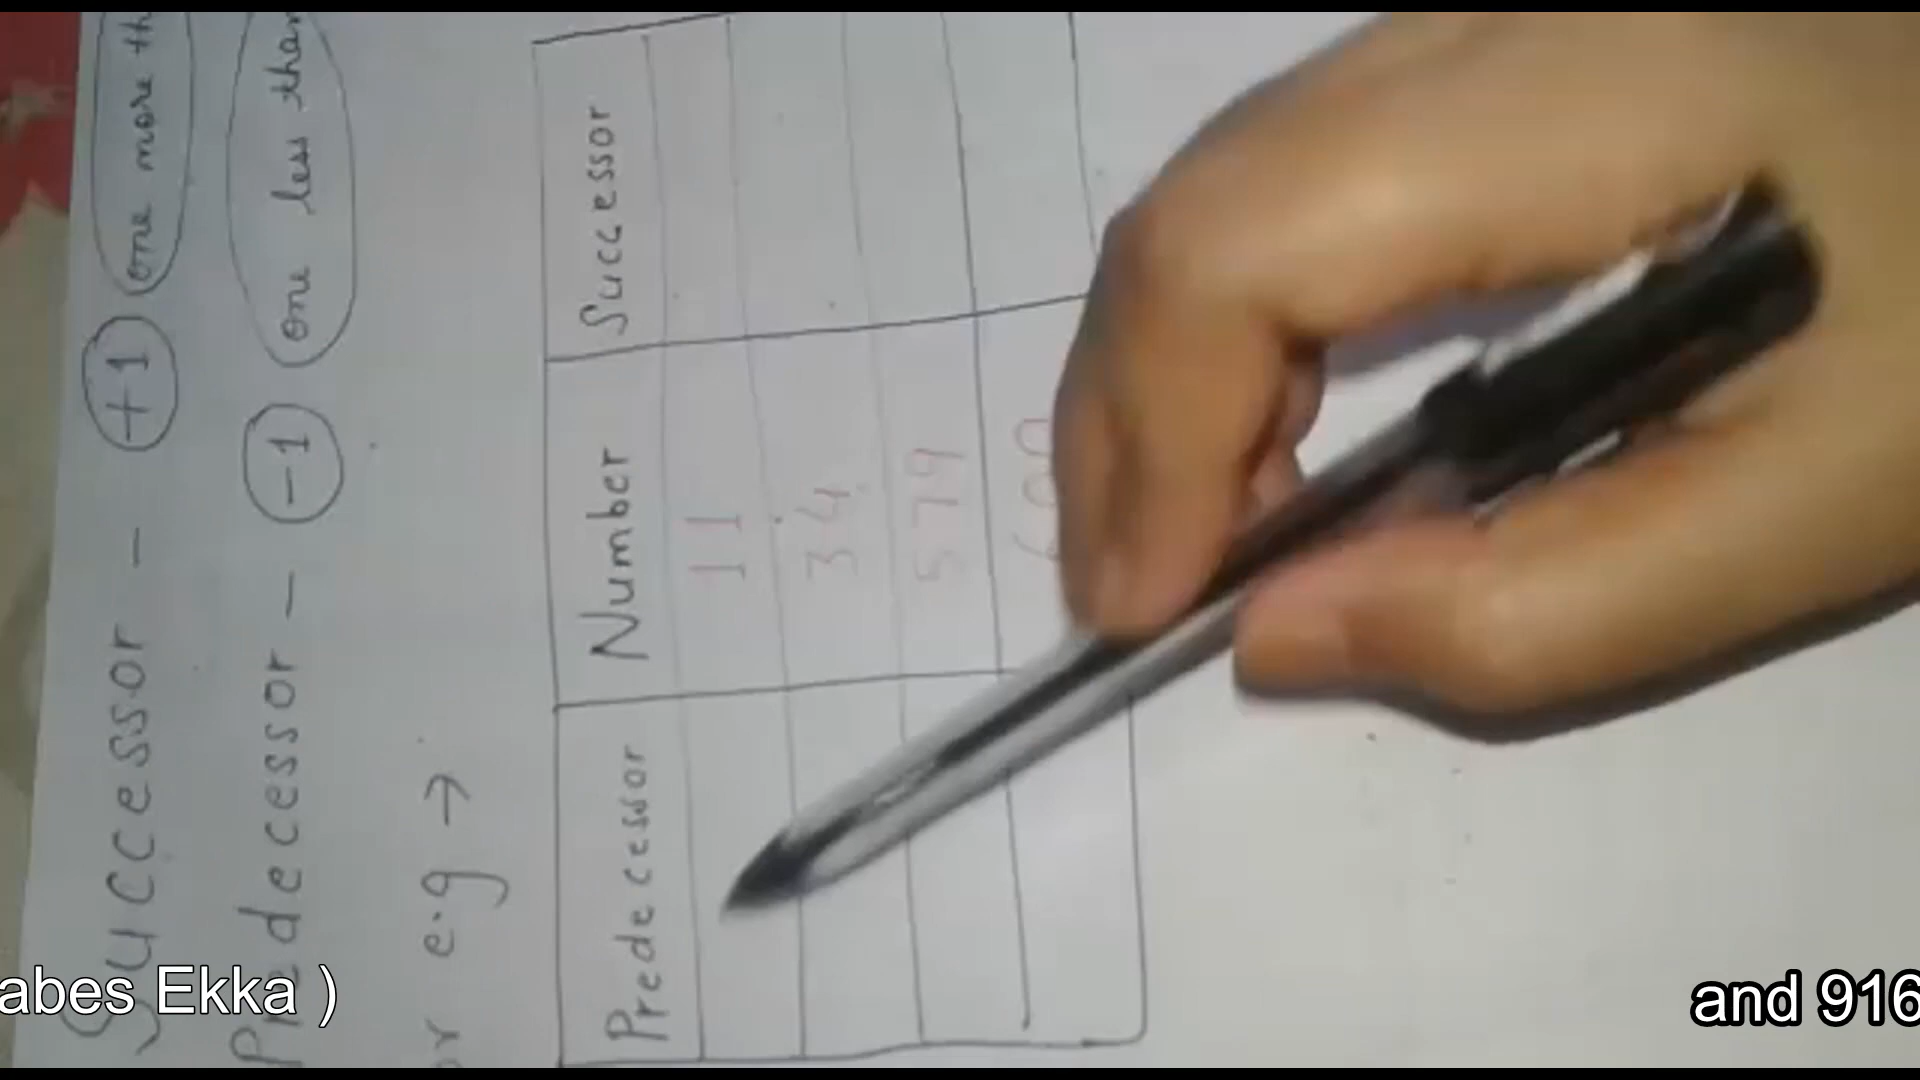 Successor - +1 one more th
Predecessor - -1 one less than
or e.g →
Predecessor Number Successor
11
34
579
600
abes Ekka )
and 916